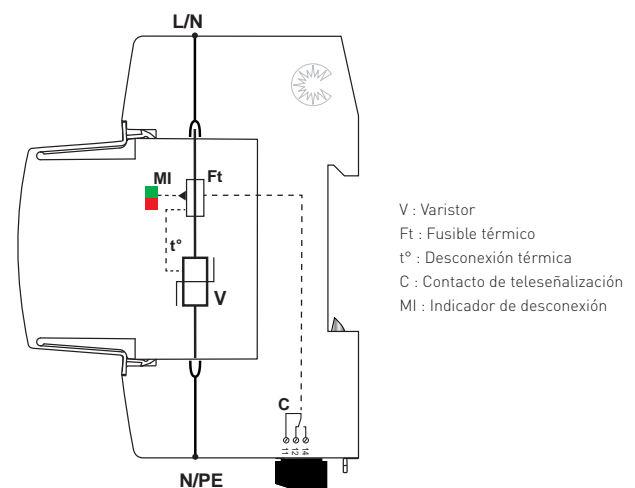 L/N
MI
Ft
t°
V
C
11
12
14
N/PE
V : Varistor
Ft : Fusible térmico
t° : Desconexión térmica
C : Contacto de teleseñalización
MI : Indicador de desconexión